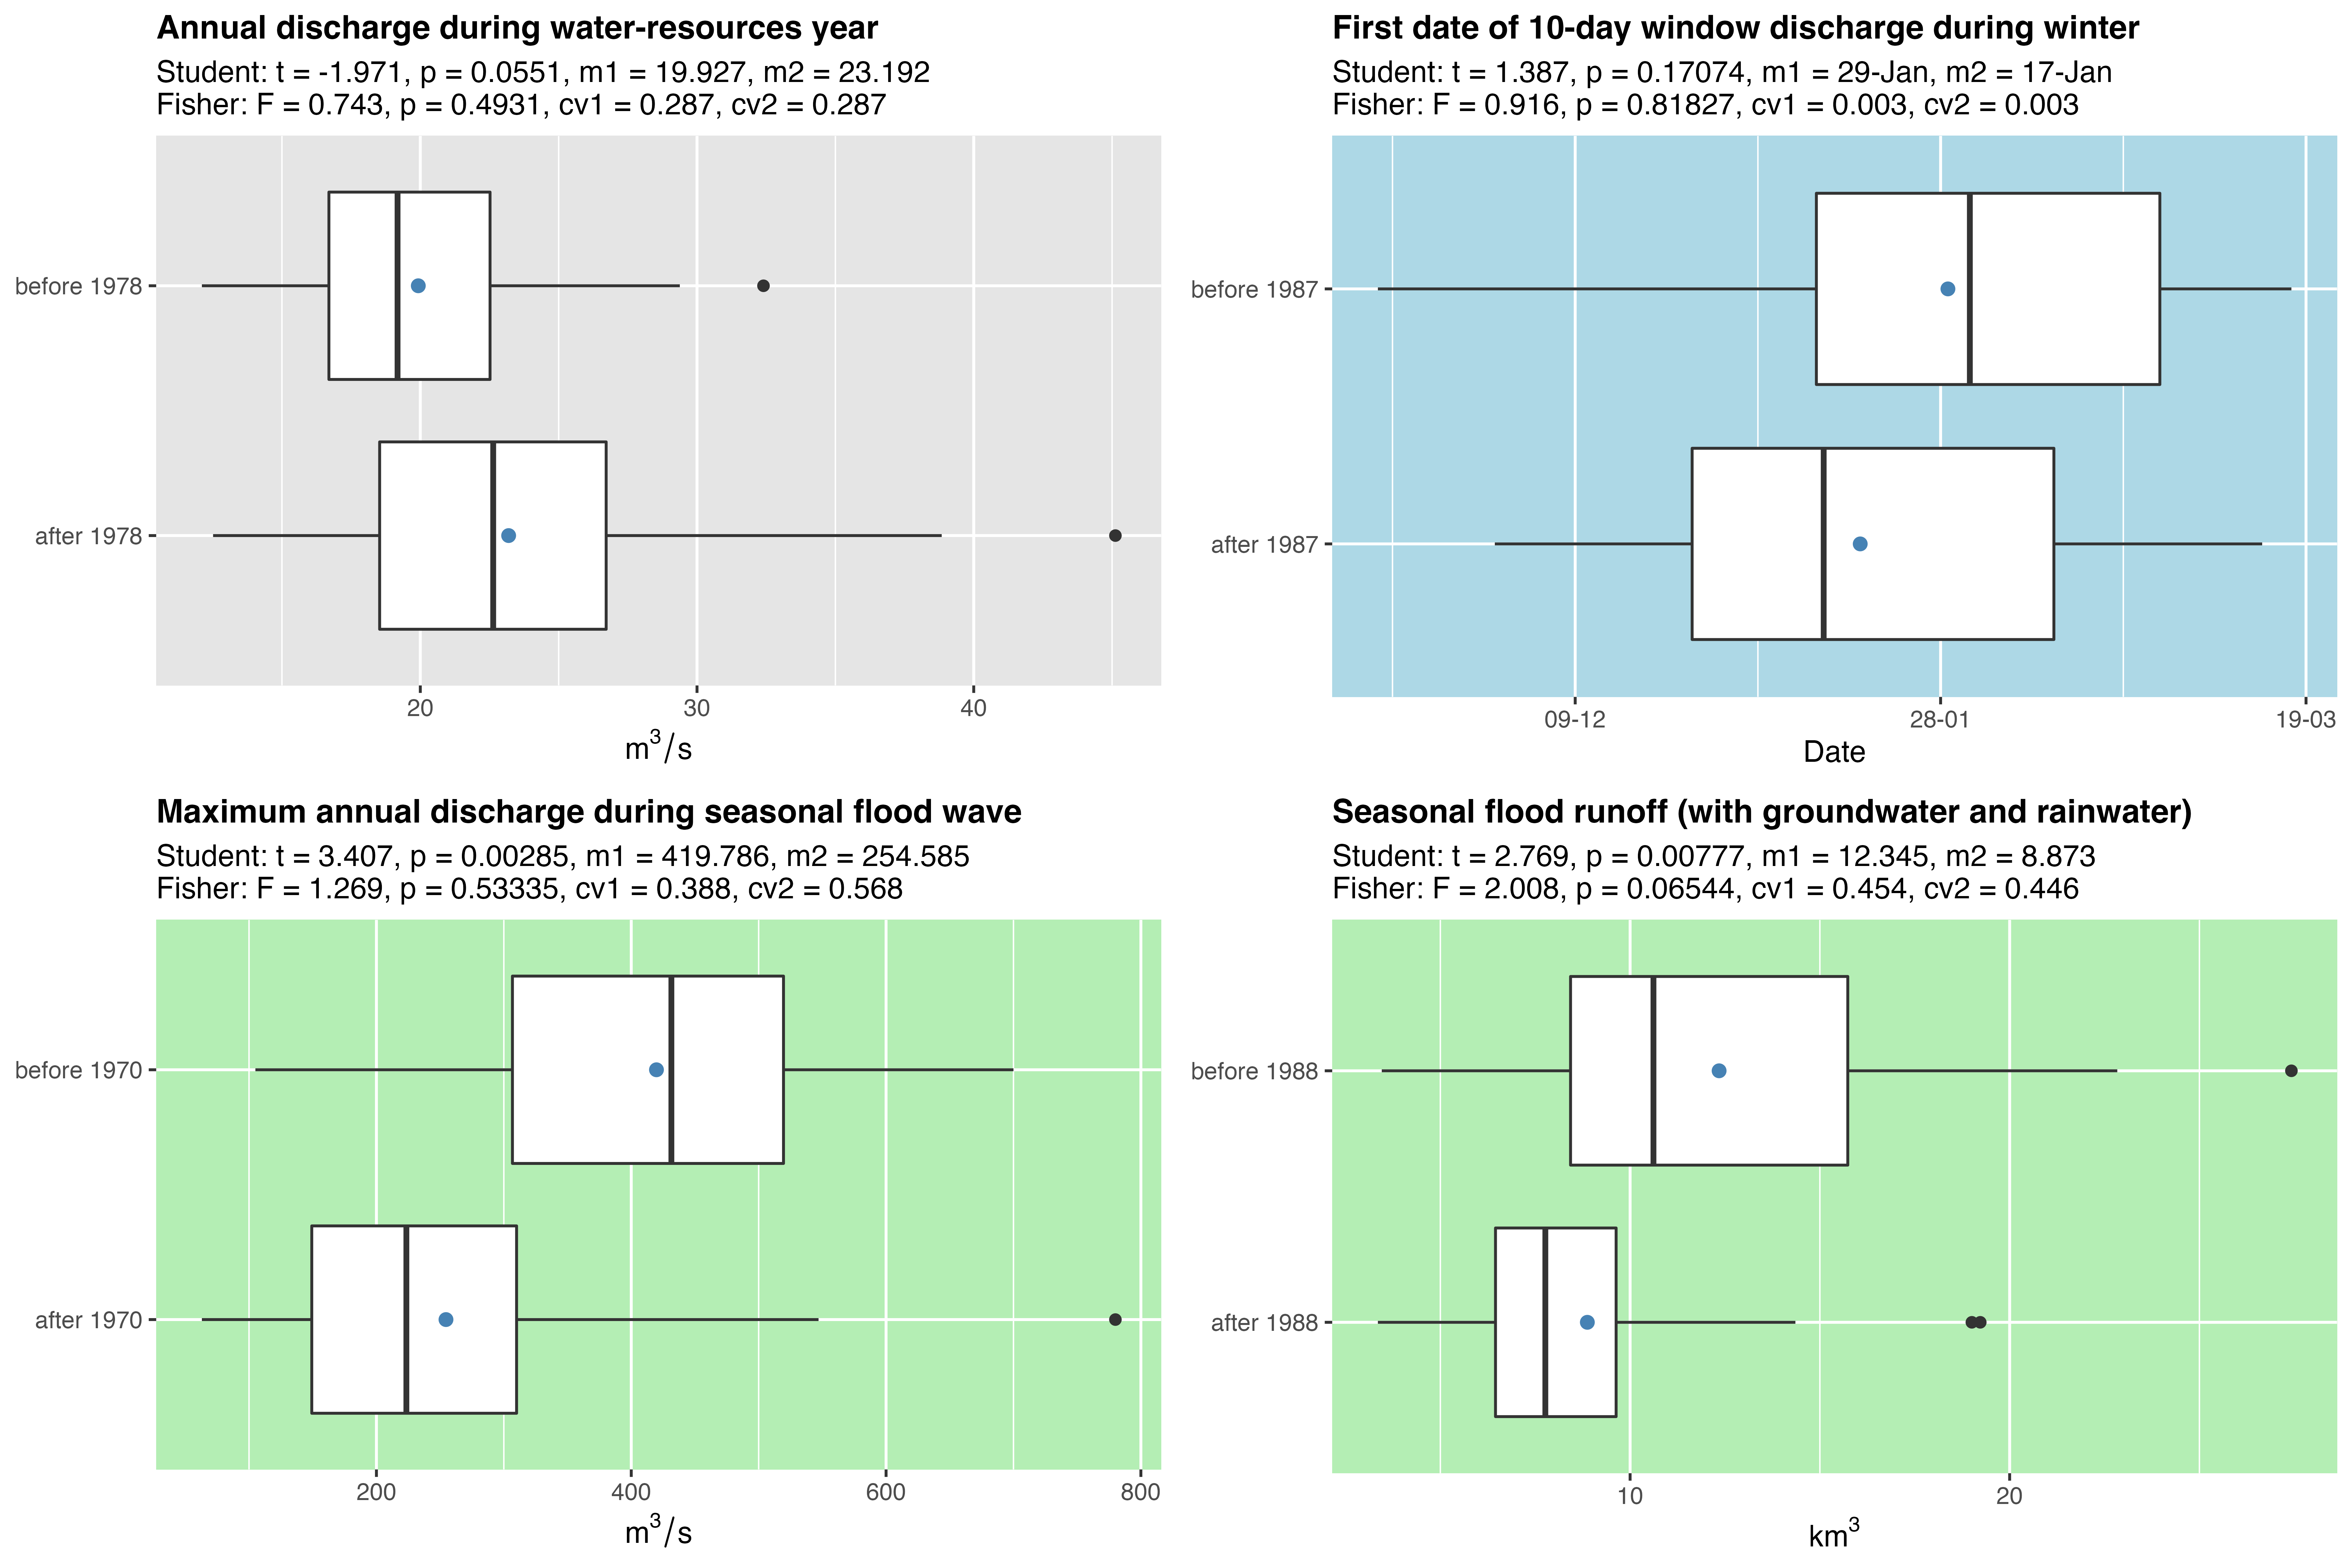 Annual discharge during water-resources year
Student: t = -1.971, p = 0.0551, m1 = 19.927, m2 = 23.192
Fisher: F = 0.743, p = 0.4931, cv1 = 0.287, cv2 = 0.287
before 1978
after 1978
20 30 40
m³/s
First date of 10-day window discharge during winter
Student: t = 1.387, p = 0.17074, m1 = 29-Jan, m2 = 17-Jan
Fisher: F = 0.916, p = 0.81827, cv1 = 0.003, cv2 = 0.003
before 1987
after 1987
09-12 28-01 19-03
Date
Maximum annual discharge during seasonal flood wave
Student: t = 3.407, p = 0.00285, m1 = 419.786, m2 = 254.585
Fisher: F = 1.269, p = 0.53335, cv1 = 0.388, cv2 = 0.568
before 1970
after 1970
200 400 600 800
m³/s
Seasonal flood runoff (with groundwater and rainwater)
Student: t = 2.769, p = 0.00777, m1 = 12.345, m2 = 8.873
Fisher: F = 2.008, p = 0.06544, cv1 = 0.454, cv2 = 0.446
before 1988
after 1988
10 20
km³